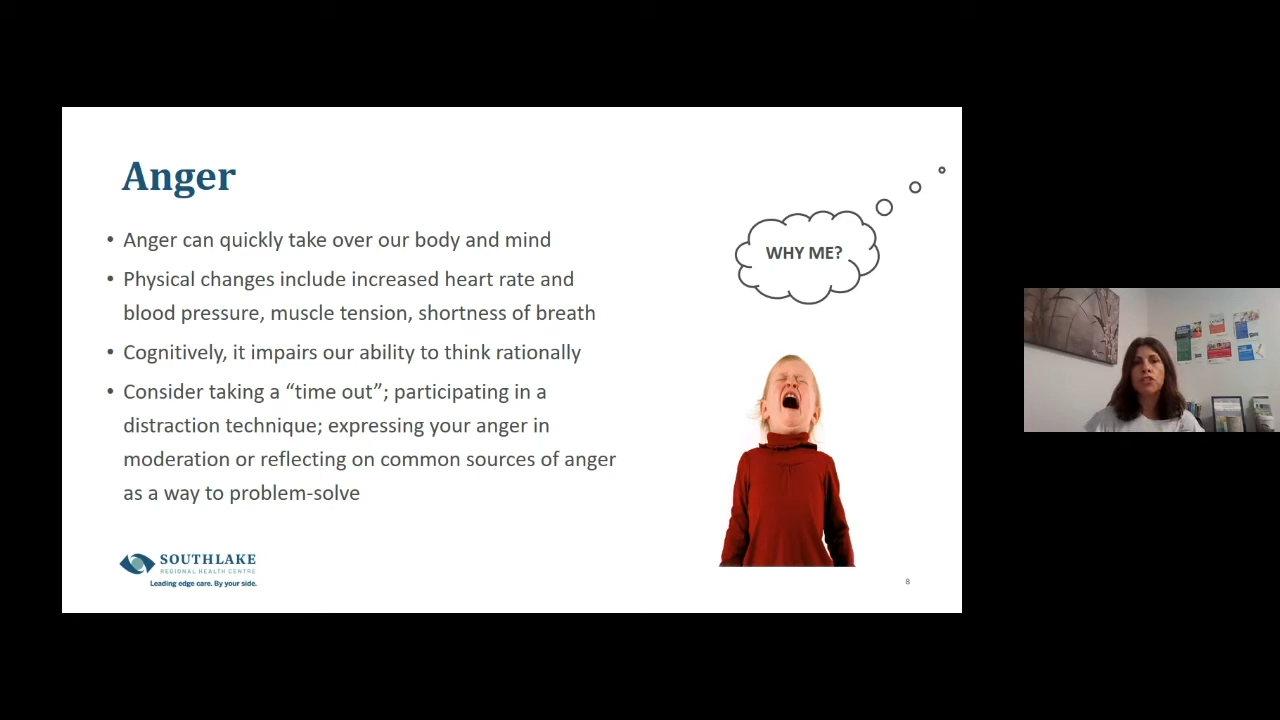 Anger
• Anger can quickly take over our body and mind
• Physical changes include increased heart rate and
blood pressure, muscle tension, shortness of breath
• Cognitively, it impairs our ability to think rationally
• Consider taking a “time out”; participating in a
distraction technique; expressing your anger in
moderation or reflecting on common sources of anger
as a way to problem-solve
WHY ME?
SOUTHLAKE
REGIONAL HEALTH CENTRE
Leading edge care. By your side.
8